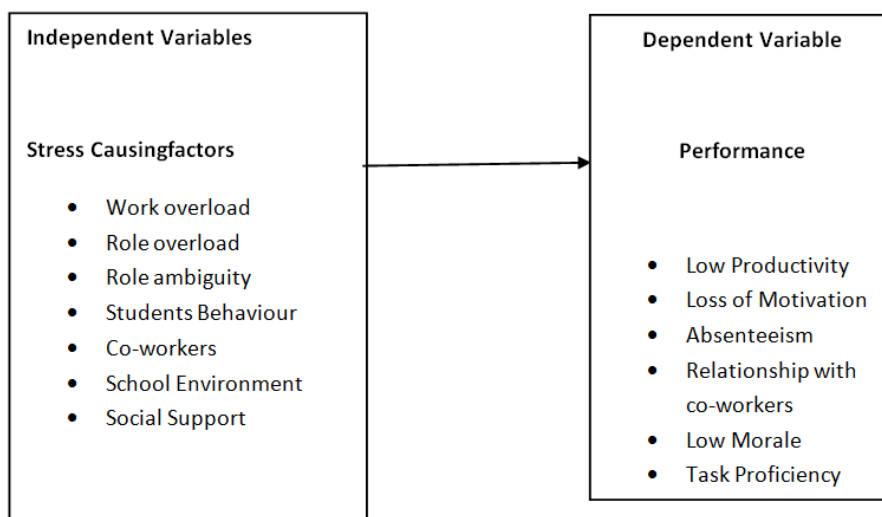 Independent Variables
Stress Causingfactors
• Work overload
• Role overload
• Role ambiguity
• Students Behaviour
• Co-workers
• School Environment
• Social Support
Dependent Variable
Performance
• Low Productivity
• Loss of Motivation
• Absenteeism
• Relationship with
co-workers
• Low Morale
• Task Proficiency